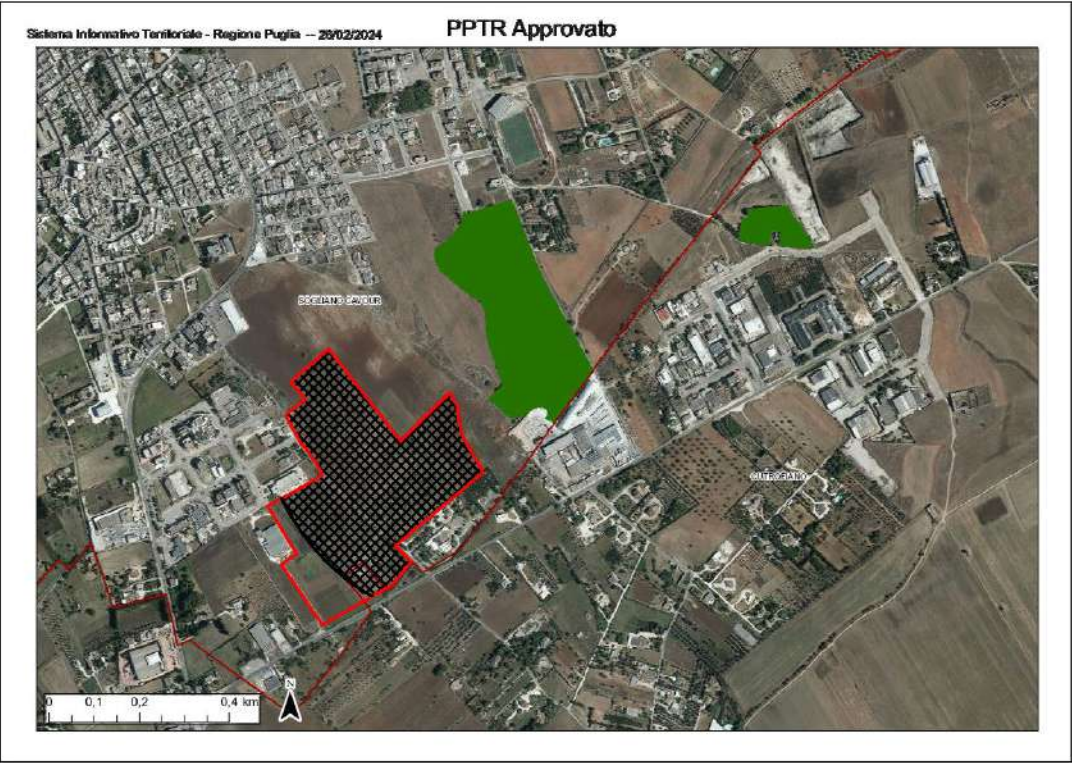 Sistema Informativo Territoriale - Regione Puglia -- 26/02/2024
PPTR Approvato
SOGLIANO CAVOUR
CUTROFIANO
N
0 0,1 0,2 0,4 km